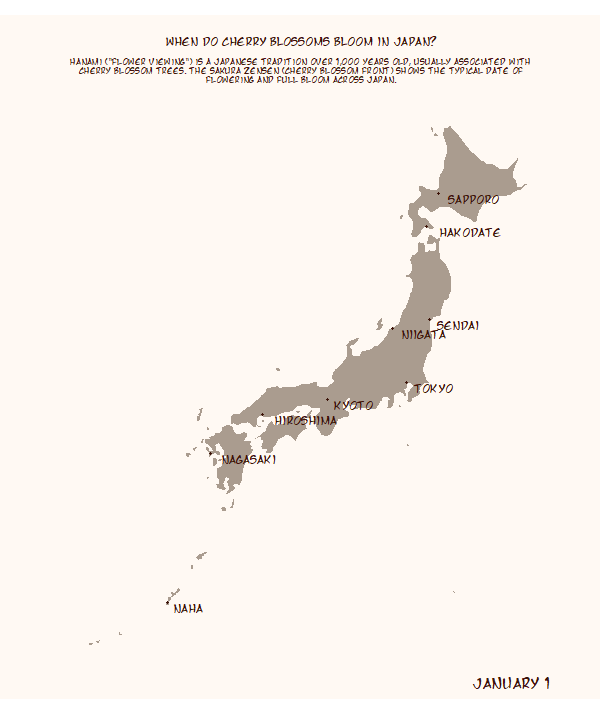 WHEN DO CHERRY BLOSSOMS BLOOM IN JAPAN?
HANAMI ("FLOWER VIEWING") IS A JAPANESE TRADITION OVER 1,000 YEARS OLD, USUALLY ASSOCIATED WITH
CHERRY BLOSSOM TREES. THE SAKURA ZENSEN (CHERRY BLOSSOM FRONT) SHOWS THE TYPICAL DATE OF
FLOWERING AND FULL BLOOM ACROSS JAPAN.
SAPPORO
HAKODATE
SENDAI
NIIGATA
TOKYO
KYOTO
HIROSHIMA
NAGASAKI
NAHA
JANUARY 1